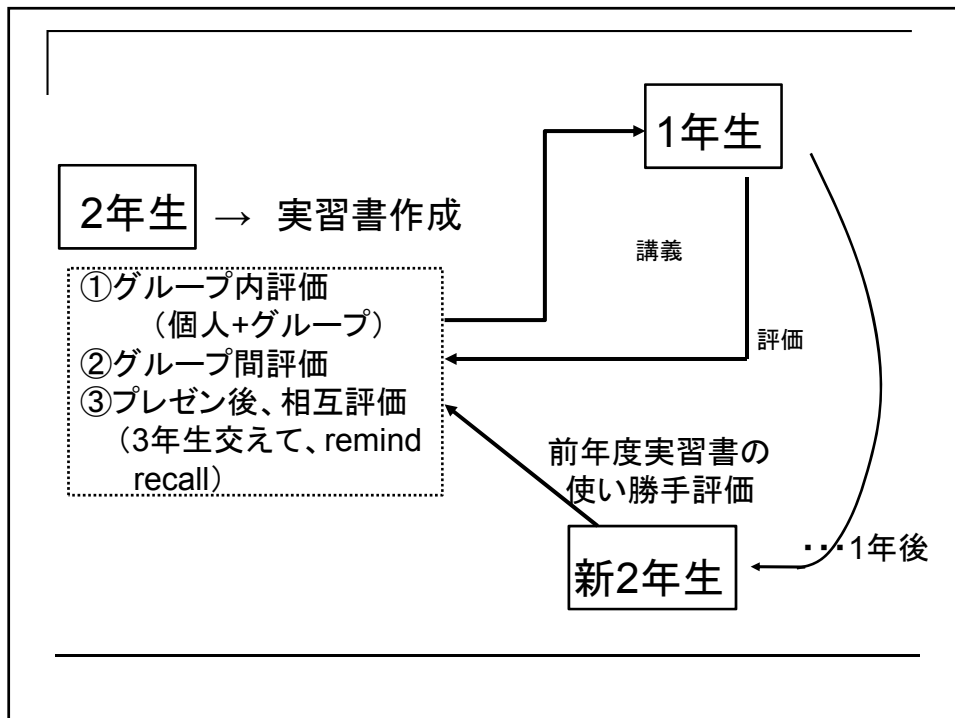 1年生
2年生 → 実習書作成
講義
①グループ内評価
(個人+グループ)
②グループ間評価
③プレゼン後、相互評価
(3年生交えて、remind
recall)
評価
前年度実習書の
使い勝手評価
・・・1年後
新2年生